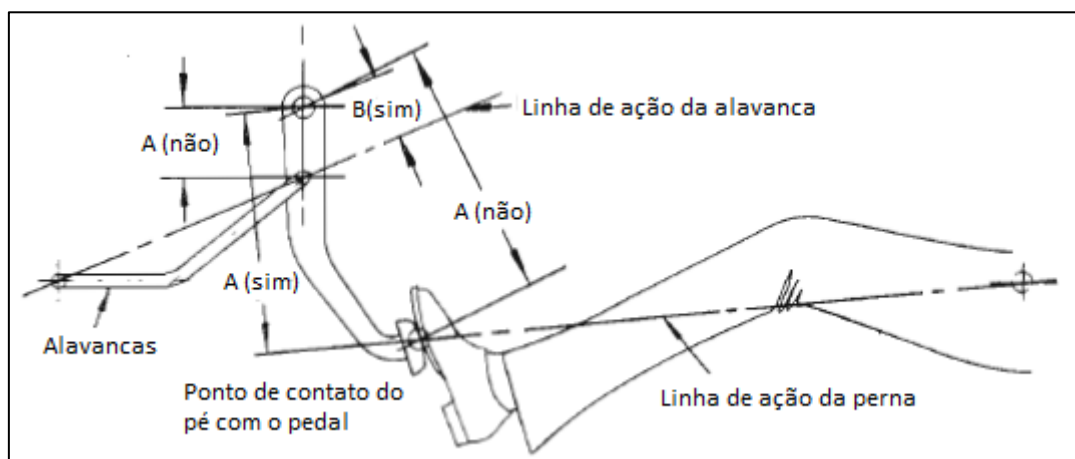 B(sim)
Linha de ação da alavanca
A (não)
A (não)
A (sim)
Alavancas
Ponto de contato do
pé com o pedal
Linha de ação da perna